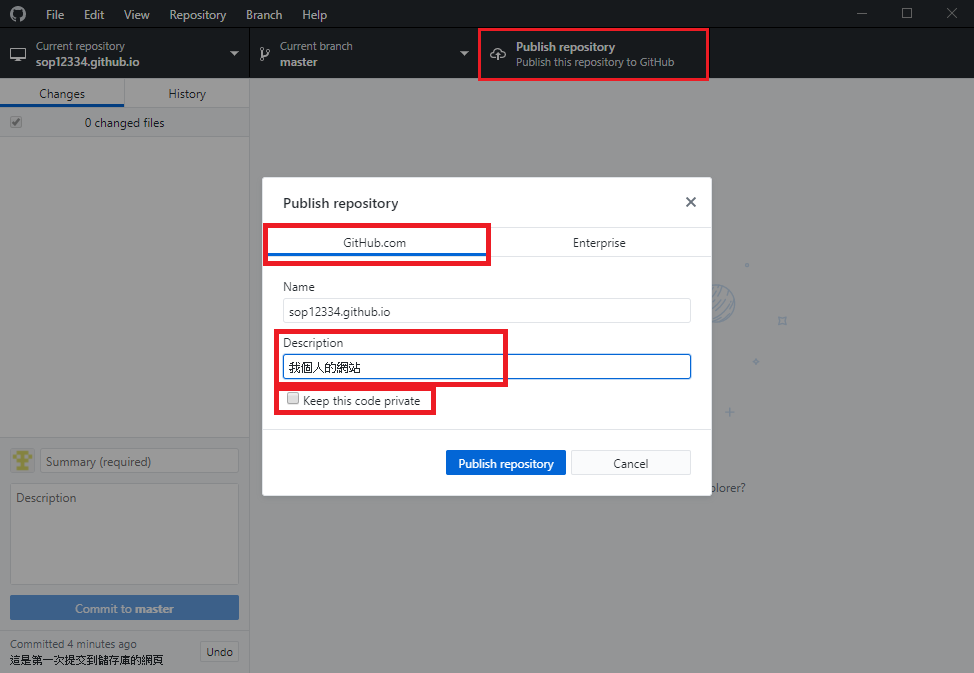 File Edit View Repository Branch Help
Current repository
sop12334.github.io
Current branch
master
Publish repository
Publish this repository to GitHub
Changes History
0 changed files
Publish repository
GitHub.com Enterprise
Name
sop12334.github.io
Description
我個人的網站
Keep this code private
Publish repository Cancel
plorer?
Summary (required)
Description
Commit to master
Committed 4 minutes ago
這是第一次提交到儲存庫的網頁
Undo